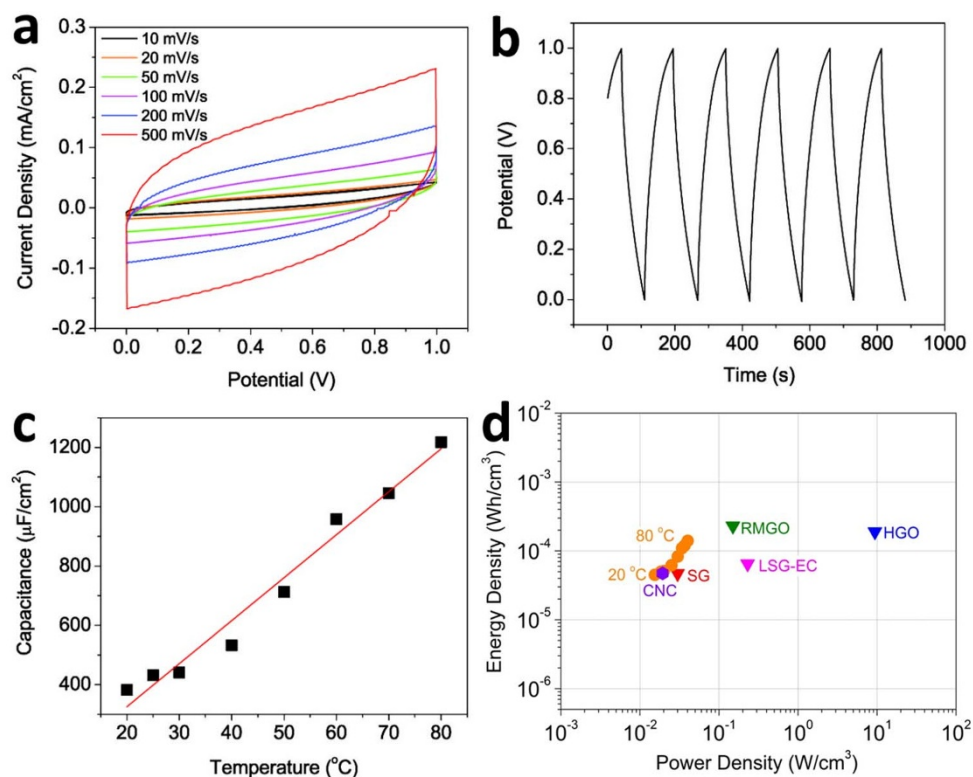 a
0.3
0.2
0.1
0.0
-0.1
-0.2
Current Density (mA/cm²)
10 mV/s
20 mV/s
50 mV/s
100 mV/s
200 mV/s
500 mV/s
0.0 0.2 0.4 0.6 0.8 1.0
Potential (V)
b
1.0
0.8
0.6
0.4
0.2
0.0
Potential (V)
0 200 400 600 800 1000
Time (s)
c
1200
1000
800
600
400
Capacitance (µF/cm²)
20 30 40 50 60 70 80
Temperature (°C)
d
10⁻²
10⁻³
10⁻⁴
10⁻⁵
10⁻⁶
Energy Density (Wh/cm³)
80 °C
20 °C
CNC
SG
RMGO
LSG-EC
HGO
10⁻³ 10⁻² 10⁻¹ 10⁰ 10¹ 10²
Power Density (W/cm³)